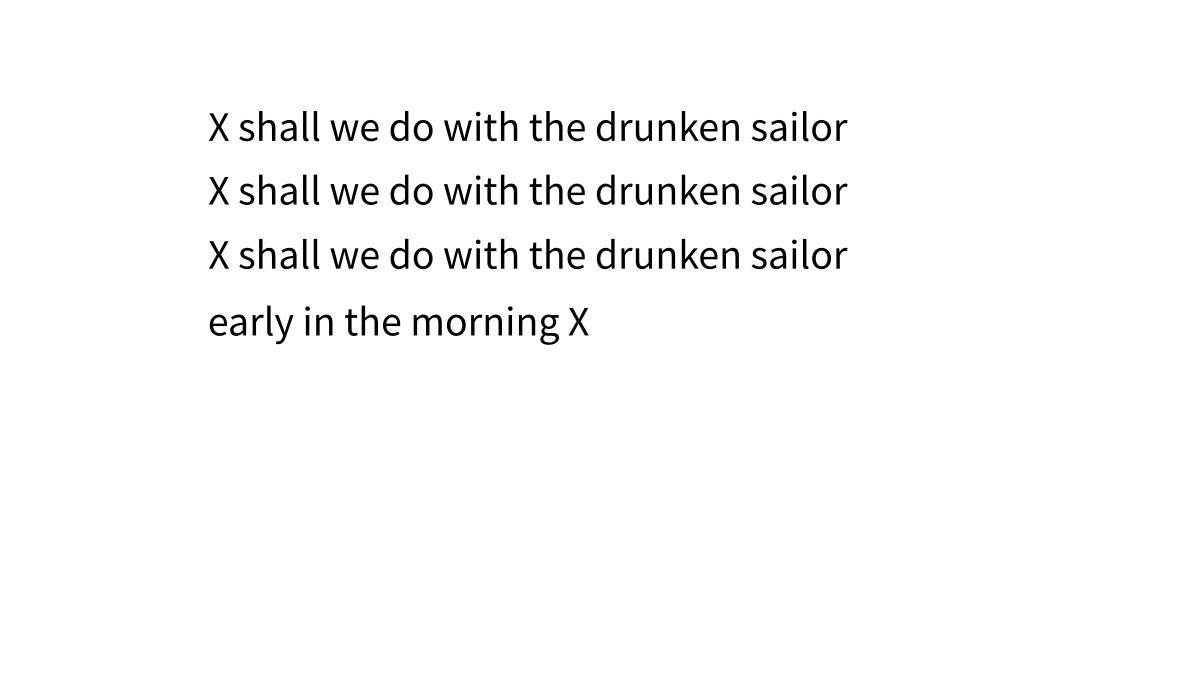 X shall we do with the drunken sailor
X shall we do with the drunken sailor
X shall we do with the drunken sailor
early in the morning X